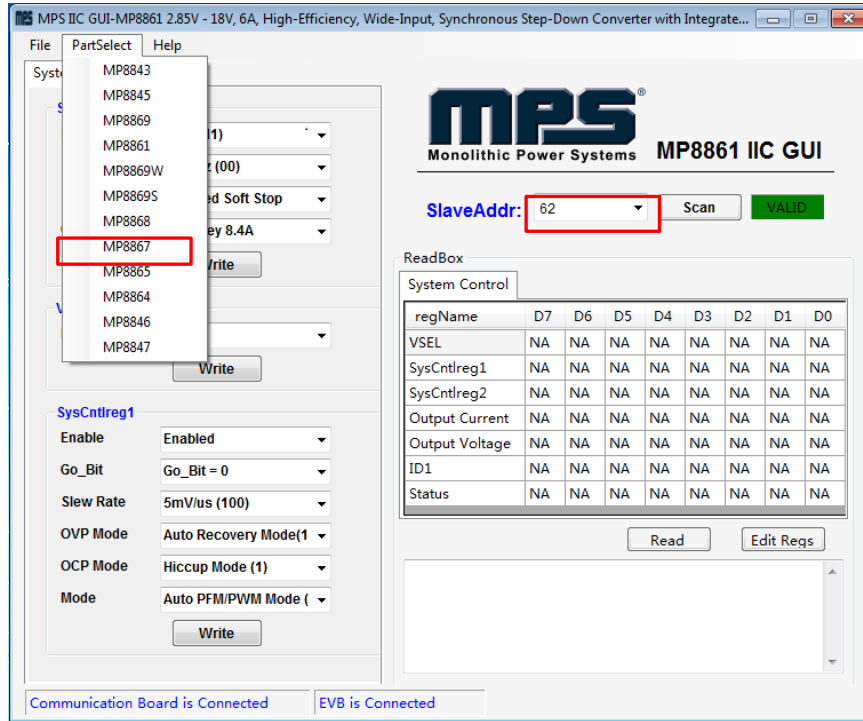 MPS IIC GUI-MP8861 2.85V - 18V, 6A, High-Efficiency, Wide-Input, Synchronous Step-Down Converter with Integrate...
File PartSelect Help
MP8843
MP8845
MP8869
MP8861
MP8869W
MP8869S
MP8868
MP8867
MP8865
MP8864
MP8846
MP8847
Syst
1)
z (00)
ed Soft Stop
ey 8.4A
Write
Write
SysCntlreg1
Enable Enabled
Go_Bit Go_Bit = 0
Slew Rate 5mV/us (100)
OVP Mode Auto Recovery Mode(1
OCP Mode Hiccup Mode (1)
Mode Auto PFM/PWM Mode (
Write
mps®
Monolithic Power Systems MP8861 IIC GUI
SlaveAddr: 62 Scan VALID
ReadBox
System Control
regName D7 D6 D5 D4 D3 D2 D1 D0
VSEL NA NA NA NA NA NA NA NA
SysCntlreg1 NA NA NA NA NA NA NA NA
SysCntlreg2 NA NA NA NA NA NA NA NA
Output Current NA NA NA NA NA NA NA NA
Output Voltage NA NA NA NA NA NA NA NA
ID1 NA NA NA NA NA NA NA NA
Status NA NA NA NA NA NA NA NA
Read Edit Regs
Communication Board is Connected EVB is Connected